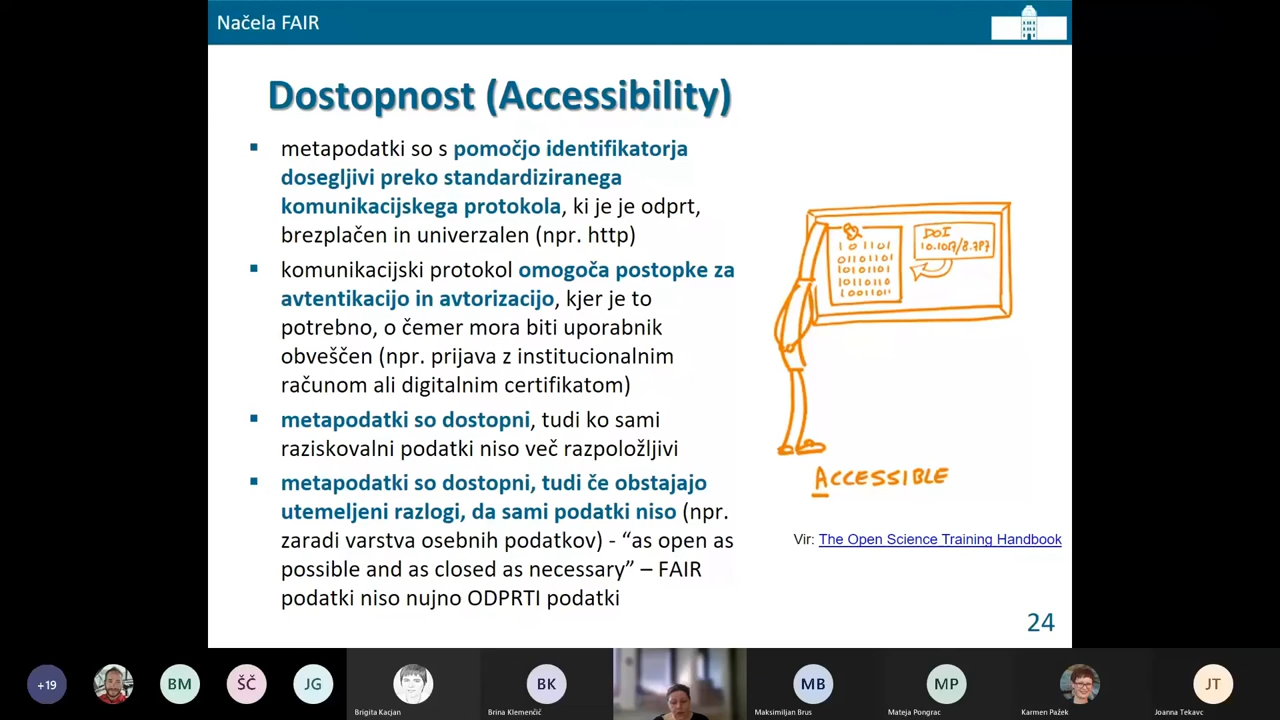 Načela FAIR
Dostopnost (Accessibility)
metapodatki so s pomočjo identifikatorja
dosegljivi preko standardiziranega
komunikacijskega protokola, ki je je odprt,
brezplačen in univerzalen (npr. http)
komunikacijski protokol omogoča postopke za
avtentikacijo in avtorizacijo, kjer je to
potrebno, o čemer mora biti uporabnik
obveščen (npr. prijava z institucionalnim
računom ali digitalnim certifikatom)
metapodatki so dostopni, tudi ko sami
raziskovalni podatki niso več razpoložljivi
metapodatki so dostopni, tudi če obstajajo
utemeljeni razlogi, da sami podatki niso (npr.
zaradi varstva osebnih podatkov) - “as open as
possible and as closed as necessary” – FAIR
podatki niso nujno ODPRTI podatki
101101
01101101
10101101
10110110
10011011
DOI
ACCESSIBLE
Vir: The Open Science Training Handbook
24
+19
BM
ŠČ
JG
Brigita Kacjan
BK
Brina Klemenčič
MB
Maksimiljan Brus
MP
Mateja Pongrac
Karmen Pažek
JT
Joanna Tekavc